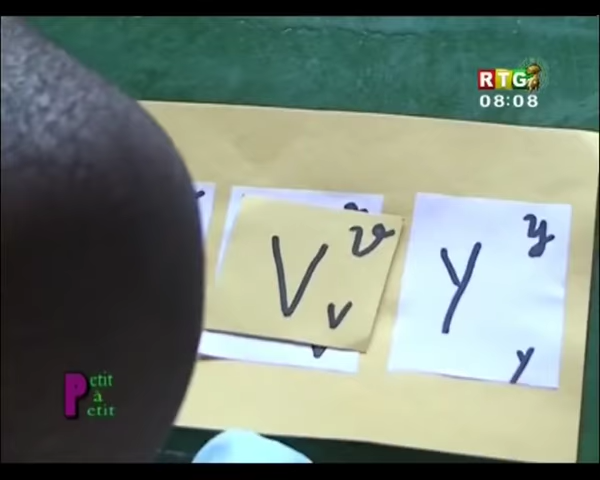 RTG
08:08
V v v
y y y
Petit
à
Petit